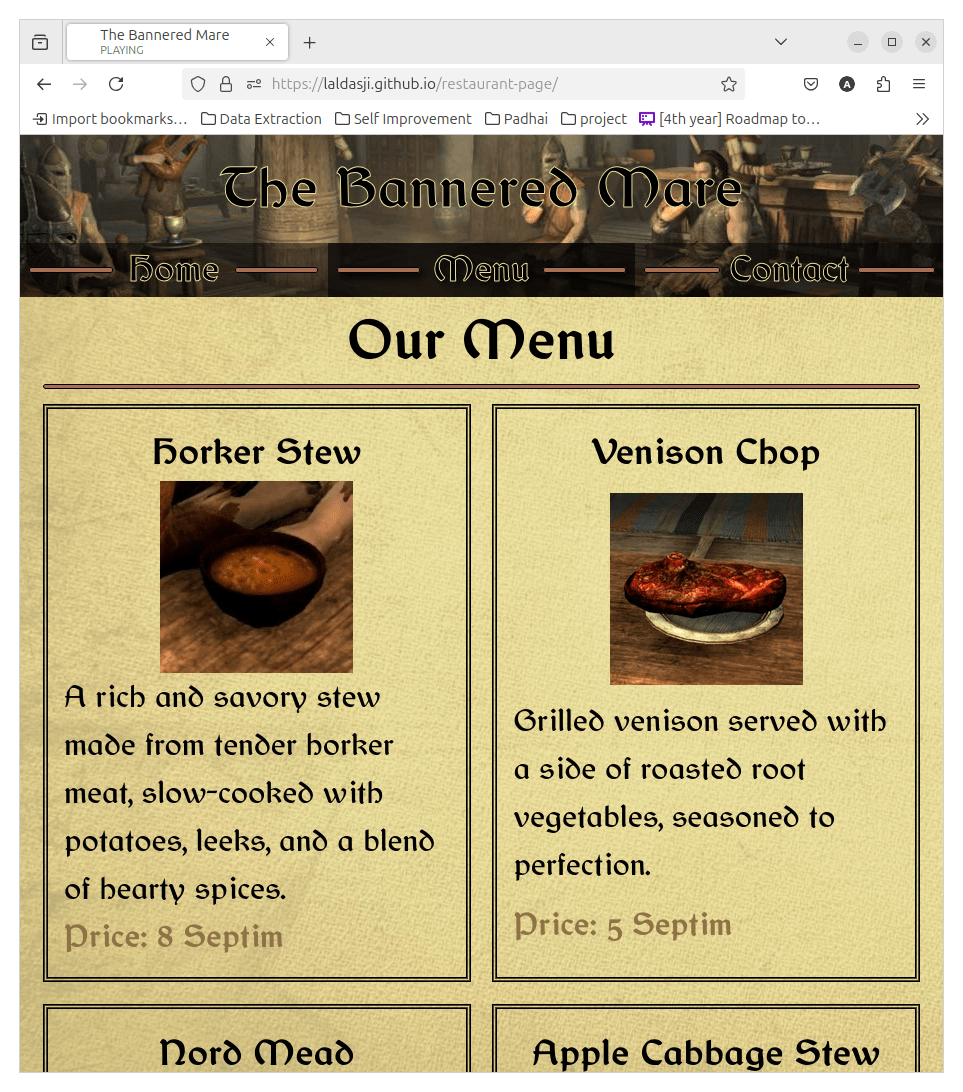 The Bannered Mare
PLAYING
https://laldasji.github.io/restaurant-page/
A
Import bookmarks… Data Extraction Self Improvement Padhai project [4th year] Roadmap to…
The Bannered Mare
Home Menu Contact
Our Menu
Horker Stew
A rich and savory stew
made from tender horker
meat, slow-cooked with
potatoes, leeks, and a blend
of hearty spices.
Price: 8 Septim
Venison Chop
Grilled venison served with
a side of roasted root
vegetables, seasoned to
perfection.
Price: 5 Septim
Nord Mead
Apple Cabbage Stew